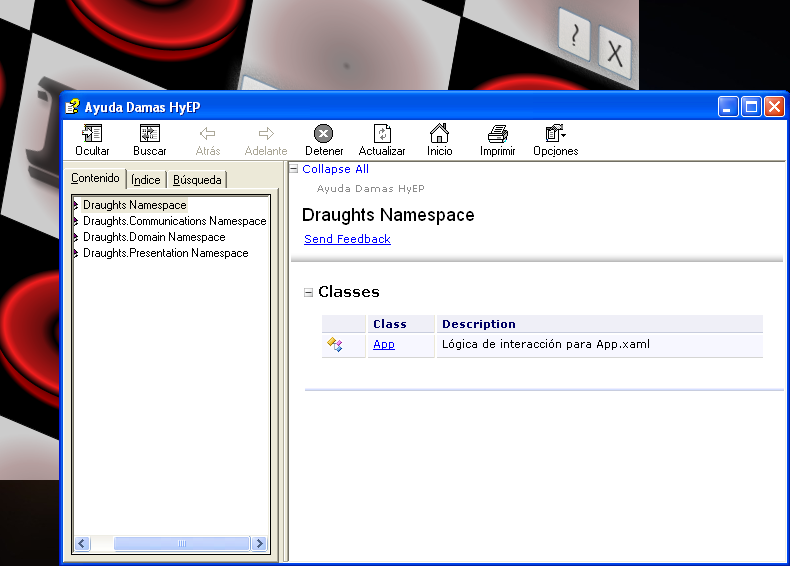 ?
X
Ayuda Damas HyEP
Ocultar Buscar Atrás Adelante Detener Actualizar Inicio Imprimir Opciones
Contenido Índice Búsqueda
Draughts Namespace
Draughts.Communications Namespace
Draughts.Domain Namespace
Draughts.Presentation Namespace
Collapse All
Ayuda Damas HyEP
Draughts Namespace
Send Feedback
Classes
Class Description
App Lógica de interacción para App.xaml